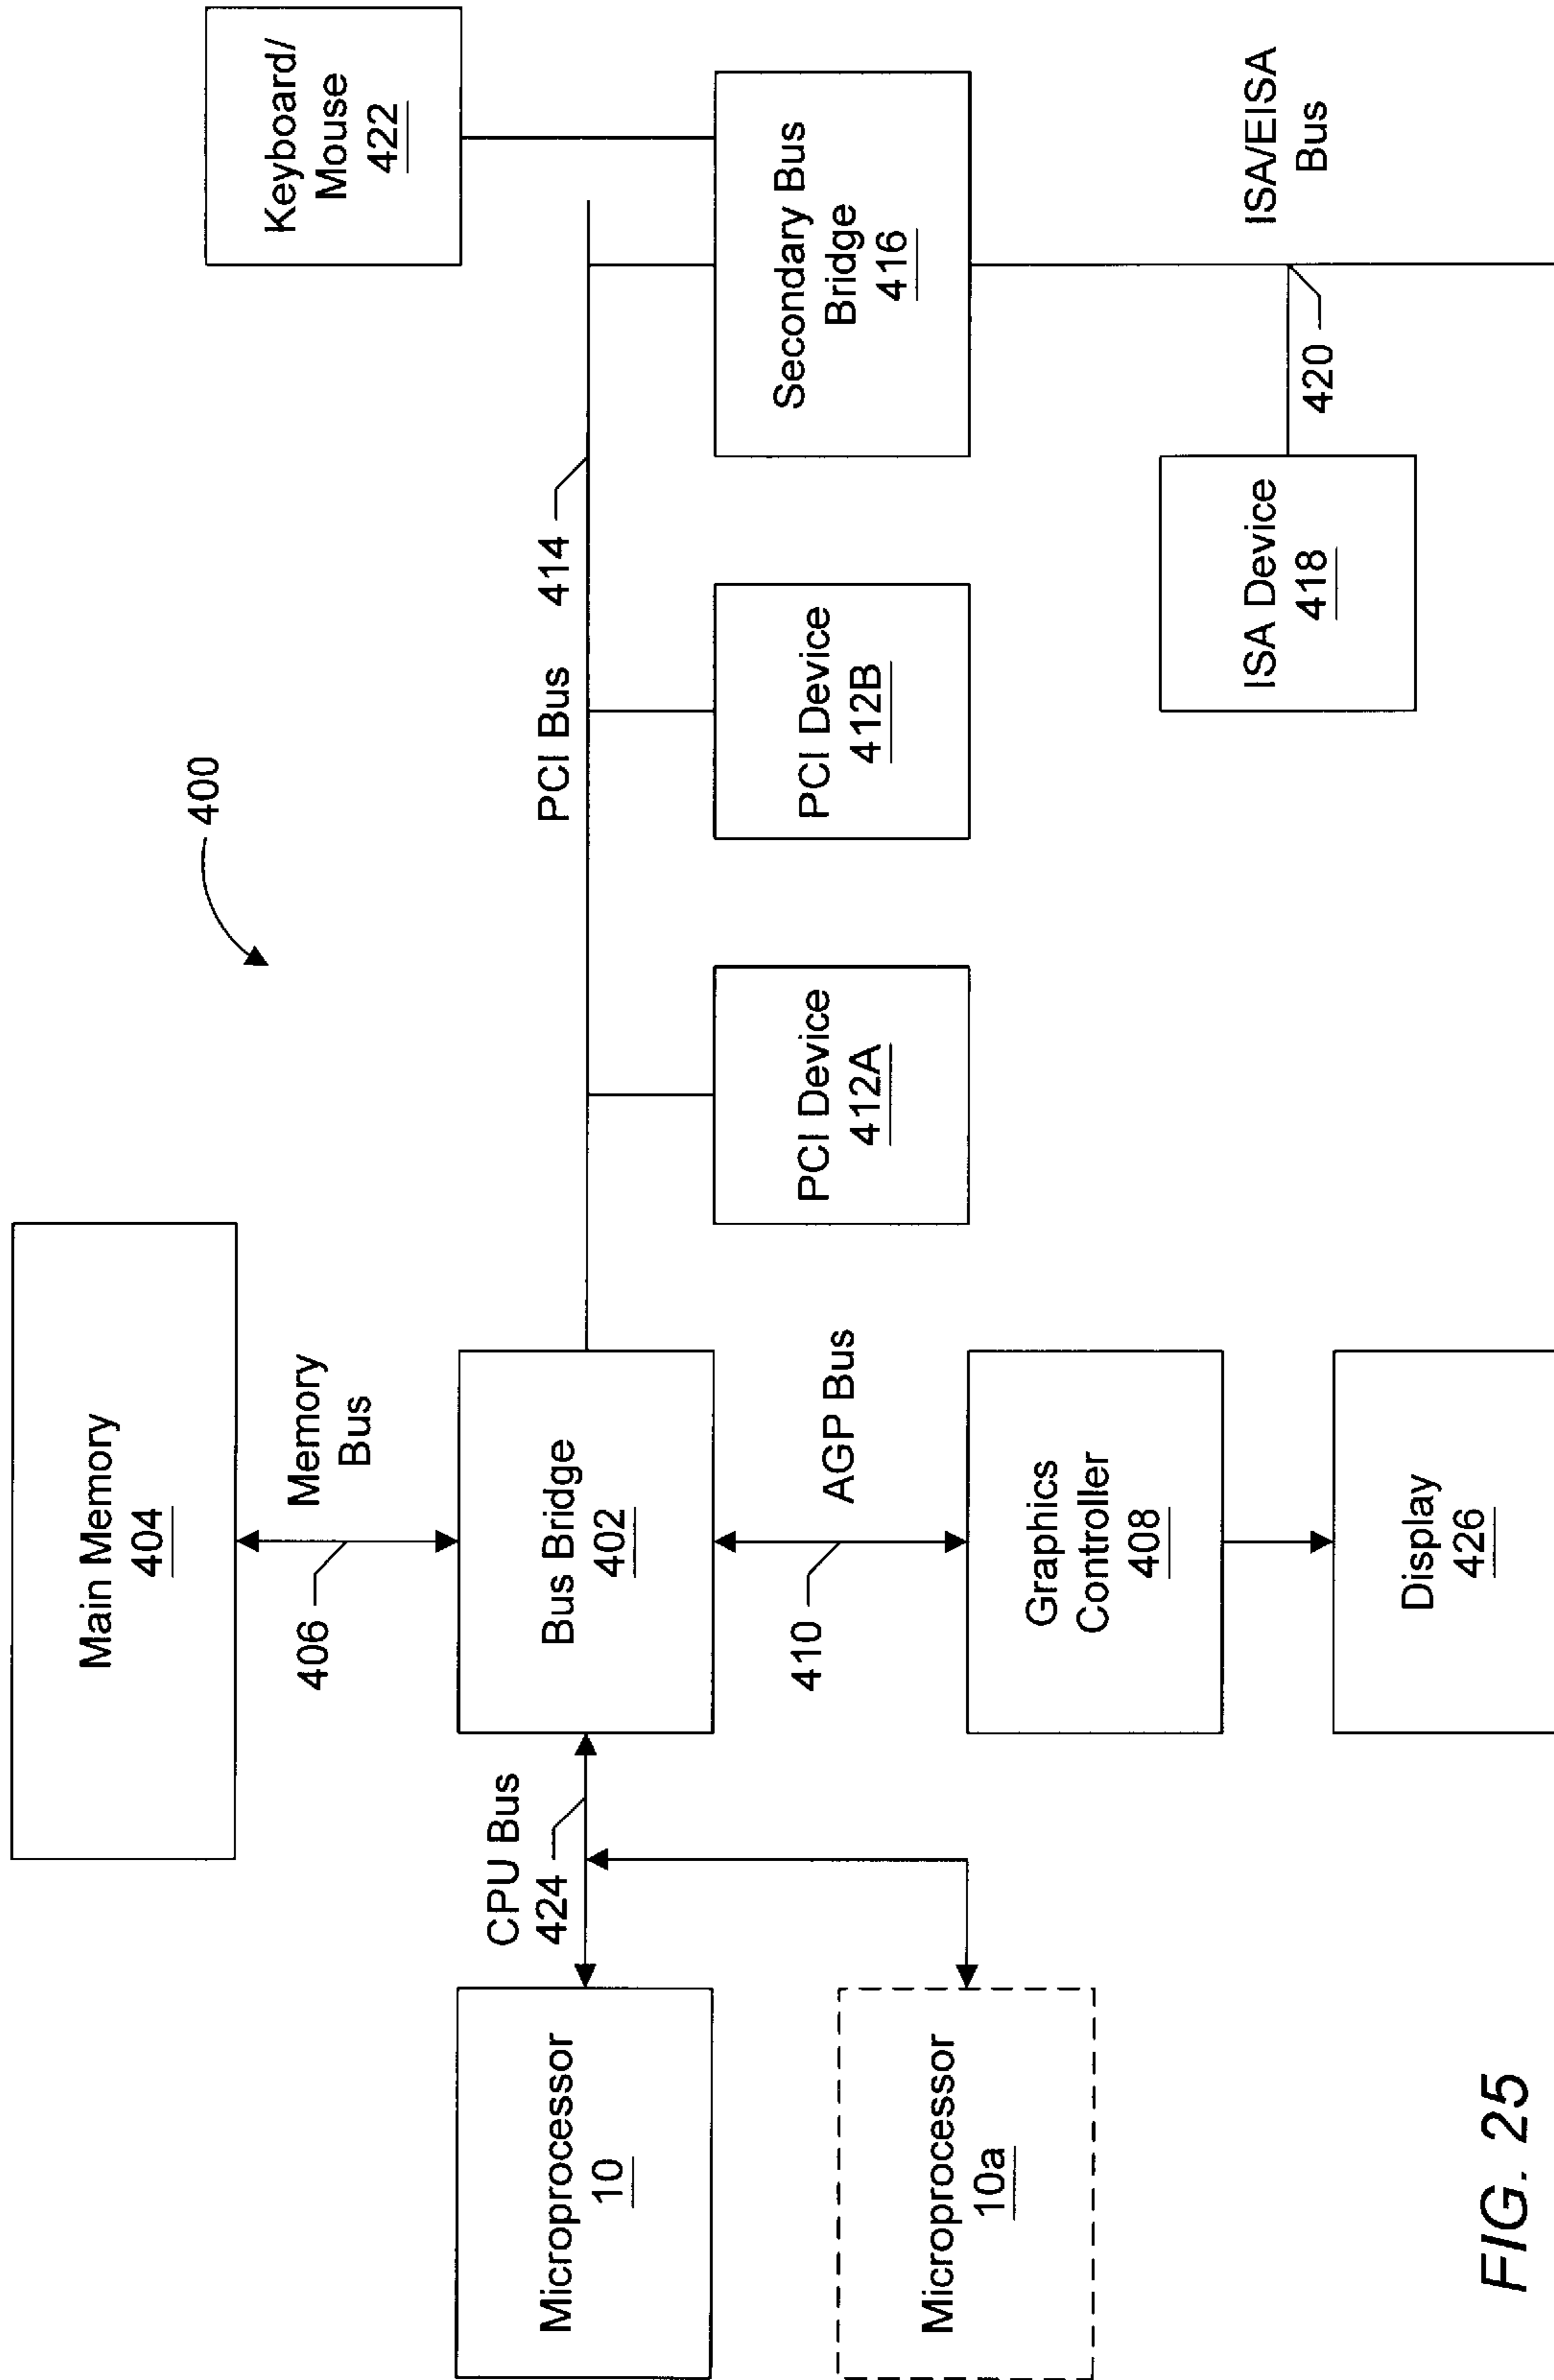 400
Main Memory
404
Keyboard/
Mouse
422
406
Memory
Bus
CPU Bus
424
PCI Bus
414
Microprocessor
10
Bus Bridge
402
Microprocessor
10a
410
AGP Bus
PCI Device
412A
PCI Device
412B
Secondary Bus
Bridge
416
Graphics
Controller
408
ISA Device
418
420
ISA/EISA
Bus
Display
426
FIG. 25